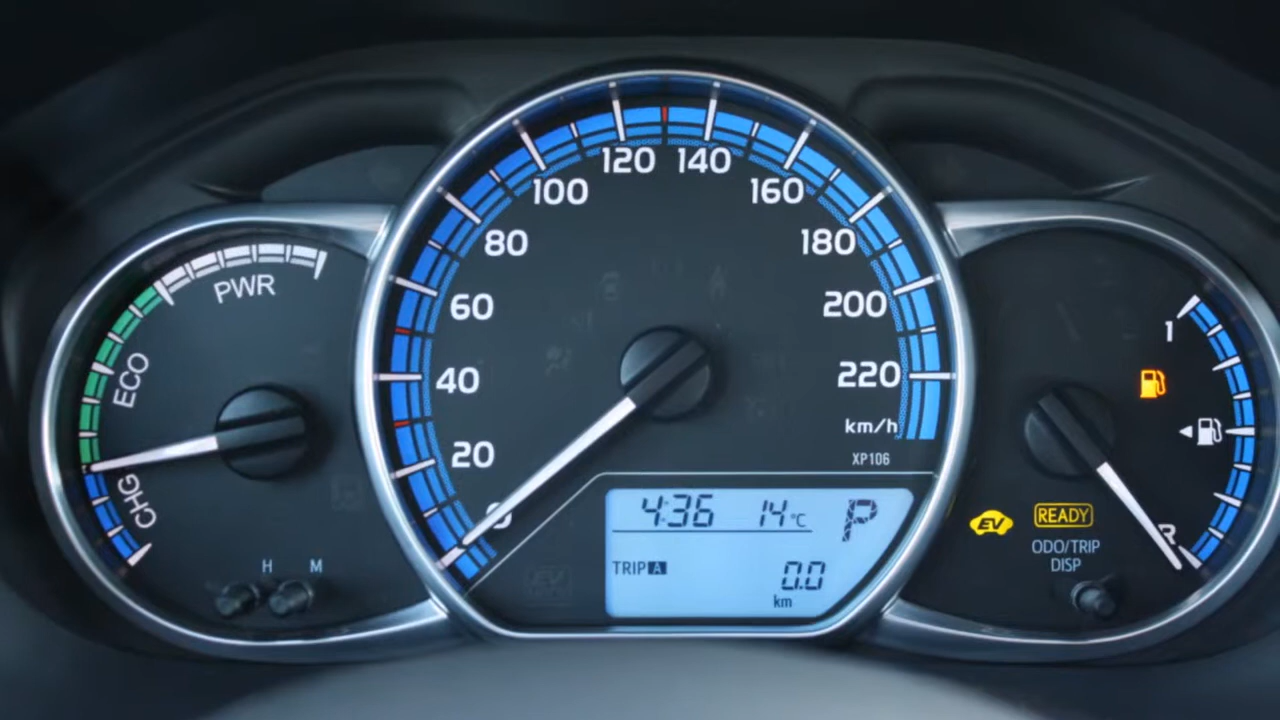 PWR
ECO
CHG
H M
0
20
40
60
80
100
120
140
160
180
200
220
km/h
XP106
4:36 14°C P
TRIP A 0.0
km
1
R
EV
READY
ODO/TRIP
DISP